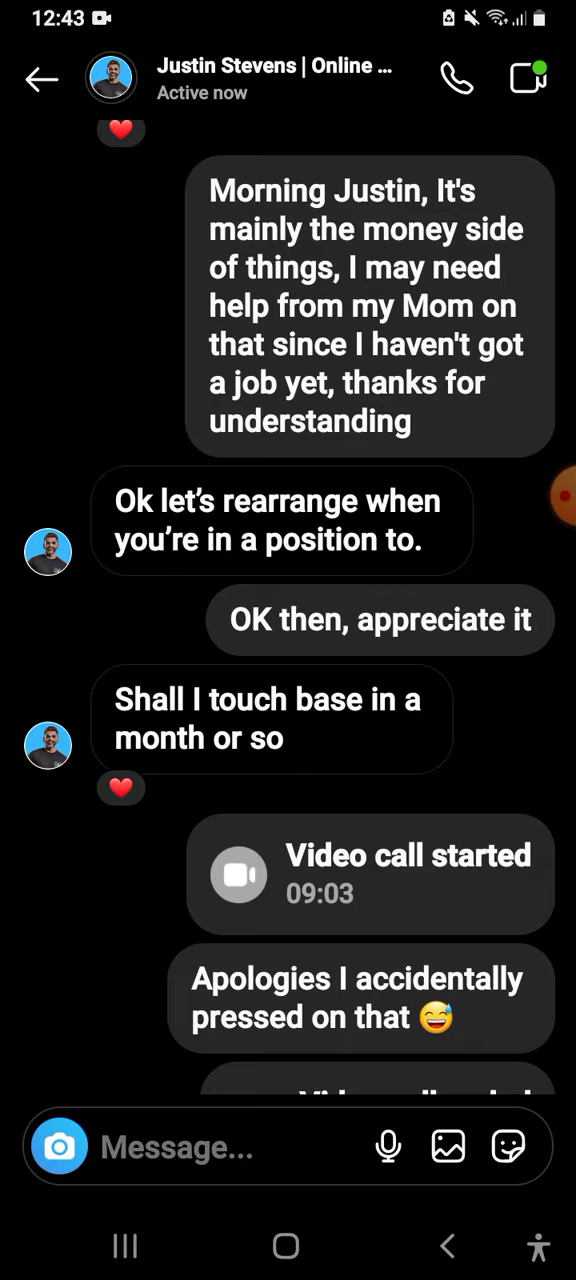 12:43
Justin Stevens | Online ...
Active now
Morning Justin, It's
mainly the money side
of things, I may need
help from my Mom on
that since I haven't got
a job yet, thanks for
understanding
Ok let’s rearrange when
you’re in a position to.
OK then, appreciate it
Shall I touch base in a
month or so
Video call started
09:03
Apologies I accidentally
pressed on that 😅
Message...